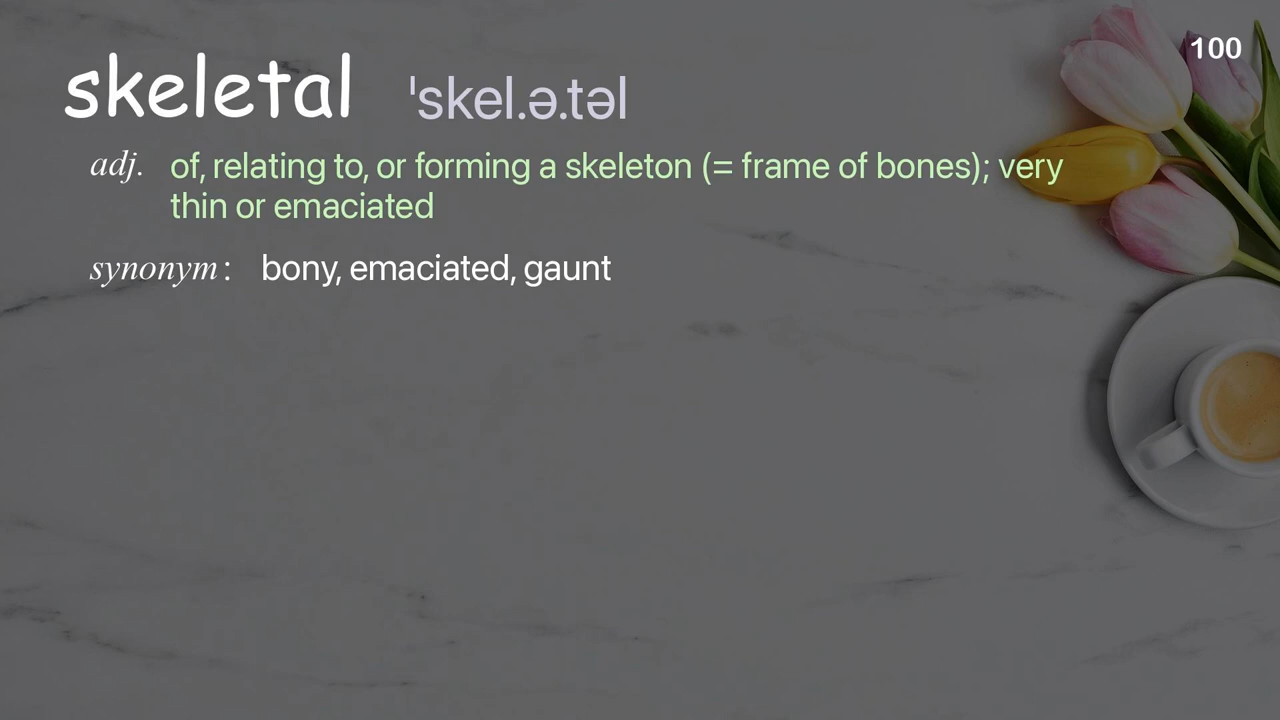 100
skeletal ˈskel.ə.təl
adj. of, relating to, or forming a skeleton (= frame of bones); very
thin or emaciated
synonym: bony, emaciated, gaunt